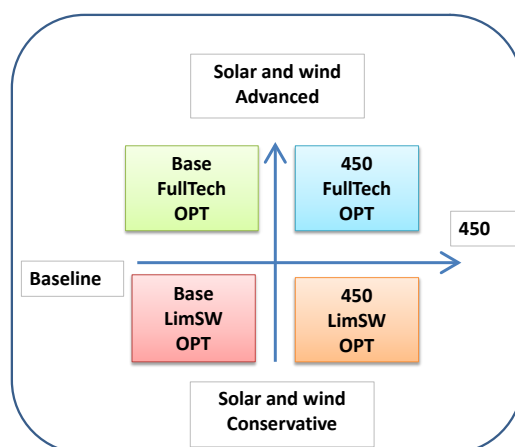 Solar and wind
Advanced
Base
FullTech
OPT
450
FullTech
OPT
450
Baseline
Base
LimSW
OPT
450
LimSW
OPT
Solar and wind
Conservative